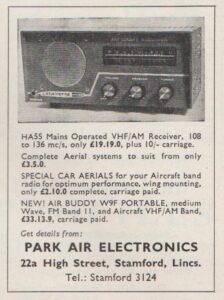 LAFAYETTE
HA55 Mains Operated VHF/AM Receiver, 108
to 136 mc/s, only £19.19.0, plus 10/- carriage.
Complete Aerial systems to suit from only
£3.5.0.
SPECIAL CAR AERIALS for your Aircraft band
radio for optimum performance, wing mounting,
only £2.10.0 complete, carriage paid.
NEW! AIR BUDDY W9F PORTABLE, medium
Wave, FM Band 11, and Aircraft VHF/AM Band,
£33.13.9, carriage paid.
Get details from:
PARK AIR ELECTRONICS
22a High Street, Stamford, Lincs.
Tel.: Stamford 3124